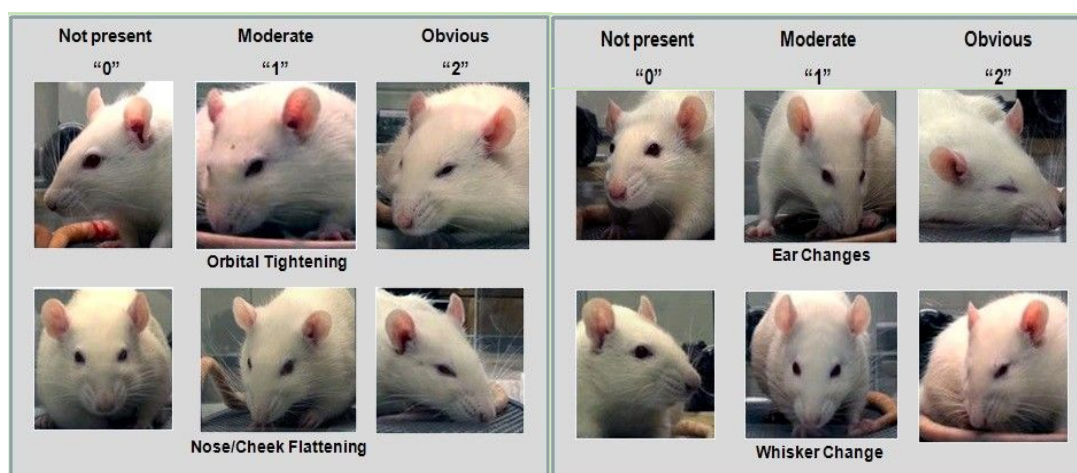 Not present Moderate Obvious
“0” “1” “2”
Orbital Tightening
Nose/Cheek Flattening
Not present Moderate Obvious
“0” “1” “2”
Ear Changes
Whisker Change